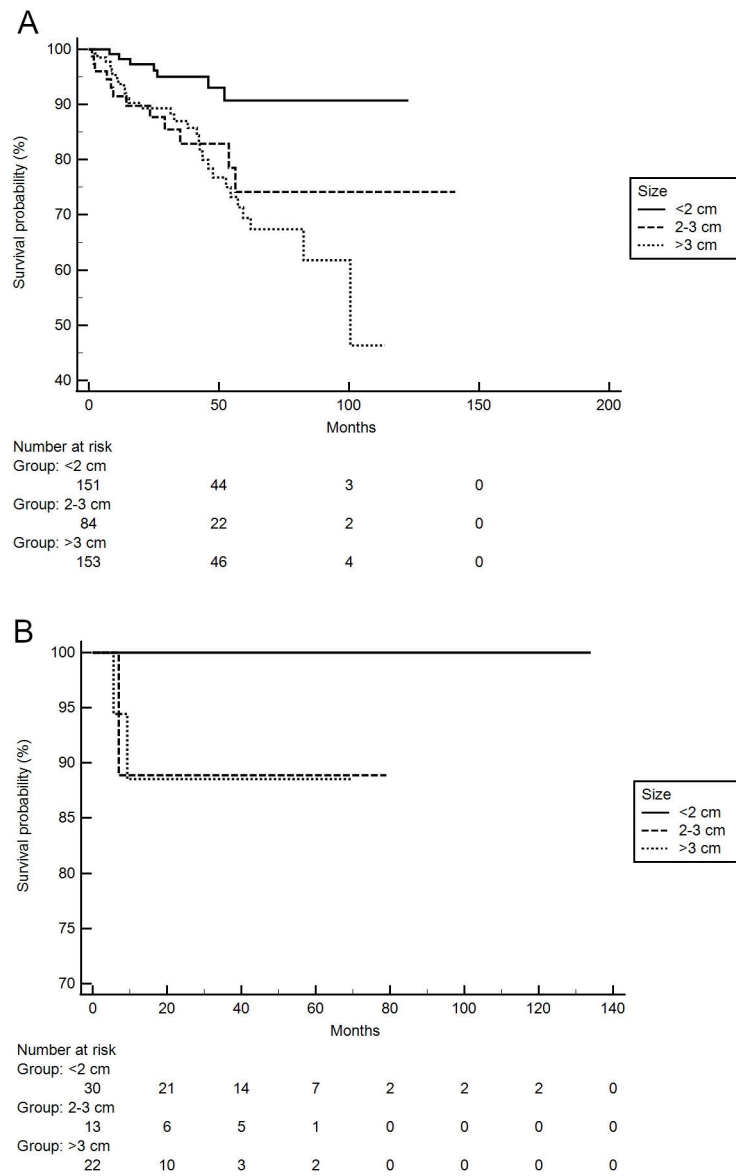 A
100
90
80
70
60
50
40
Survival probability (%)
0 50 100 150 200
Months
Size
<2 cm
2-3 cm
>3 cm
Number at risk
Group: <2 cm
151 44 3 0
Group: 2-3 cm
84 22 2 0
Group: >3 cm
153 46 4 0
B
100
95
90
85
80
75
70
Survival probability (%)
0 20 40 60 80 100 120 140
Months
Size
<2 cm
2-3 cm
>3 cm
Number at risk
Group: <2 cm
30 21 14 7 2 2 2 0
Group: 2-3 cm
13 6 5 1 0 0 0 0
Group: >3 cm
22 10 3 2 0 0 0 0